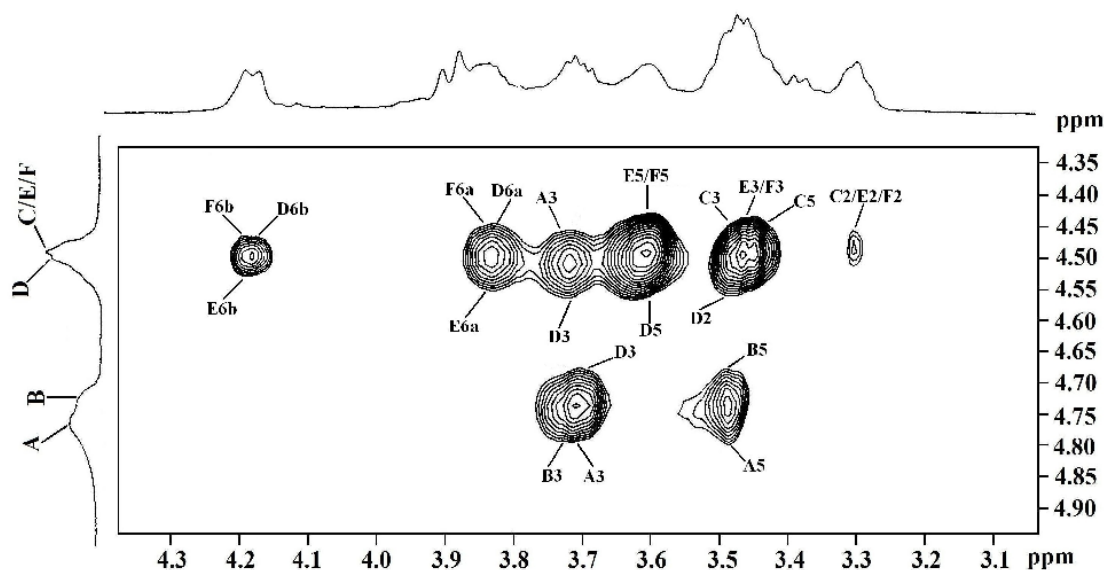 ppm
C/E/F
D
B
A
F6b D6b
E6b
F6a D6a
E6a
A3
D3
E5/F5
D5
C3 E3/F3 C5
D2
C2/E2/F2
D3
B3 A3
B5
A5
4.35
4.40
4.45
4.50
4.55
4.60
4.65
4.70
4.75
4.80
4.85
4.90
4.3 4.1 4.0 3.9 3.8 3.7 3.6 3.5 3.4 3.3 3.2 3.1 ppm